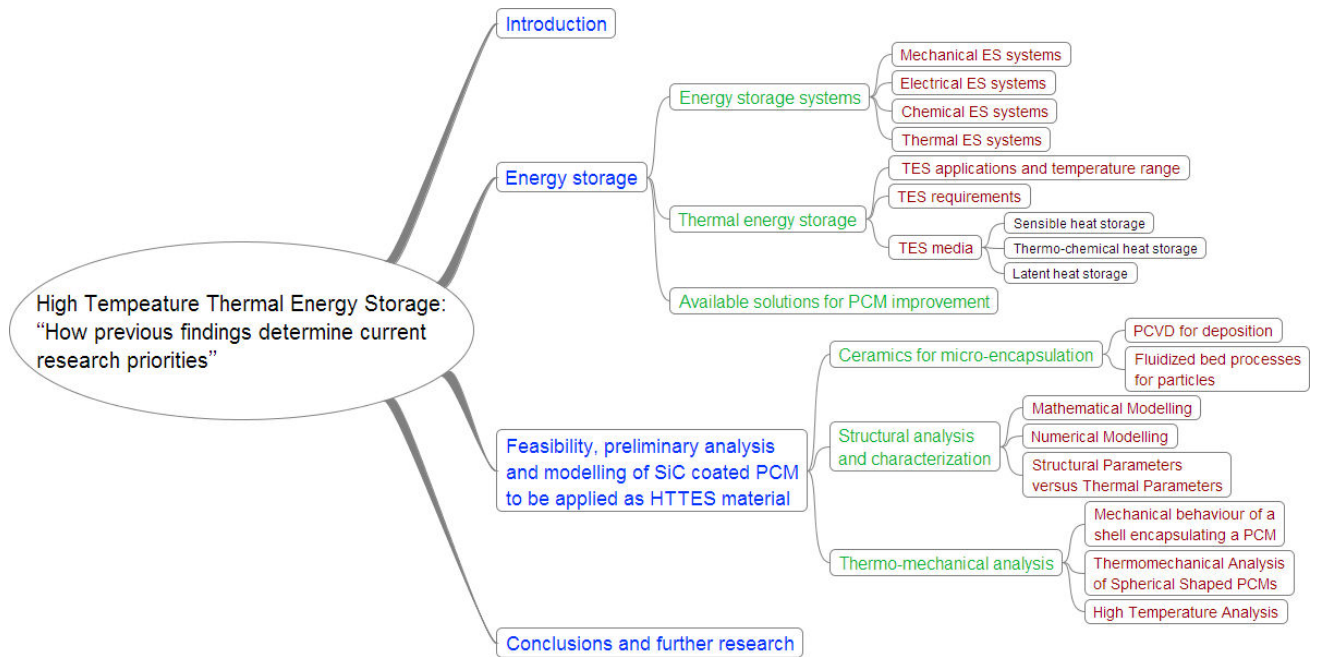 High Tempeature Thermal Energy Storage:
“How previous findings determine current
research priorities”
Introduction
Energy storage
Energy storage systems
Mechanical ES systems
Electrical ES systems
Chemical ES systems
Thermal ES systems
Thermal energy storage
TES applications and temperature range
TES requirements
TES media
Sensible heat storage
Thermo-chemical heat storage
Latent heat storage
Available solutions for PCM improvement
Feasibility, preliminary analysis
and modelling of SiC coated PCM
to be applied as HTTES material
Ceramics for micro-encapsulation
PCVD for deposition
Fluidized bed processes
for particles
Structural analysis
and characterization
Mathematical Modelling
Numerical Modelling
Structural Parameters
versus Thermal Parameters
Thermo-mechanical analysis
Mechanical behaviour of a
shell encapsulating a PCM
Thermomechanical Analysis
of Spherical Shaped PCMs
High Temperature Analysis
Conclusions and further research